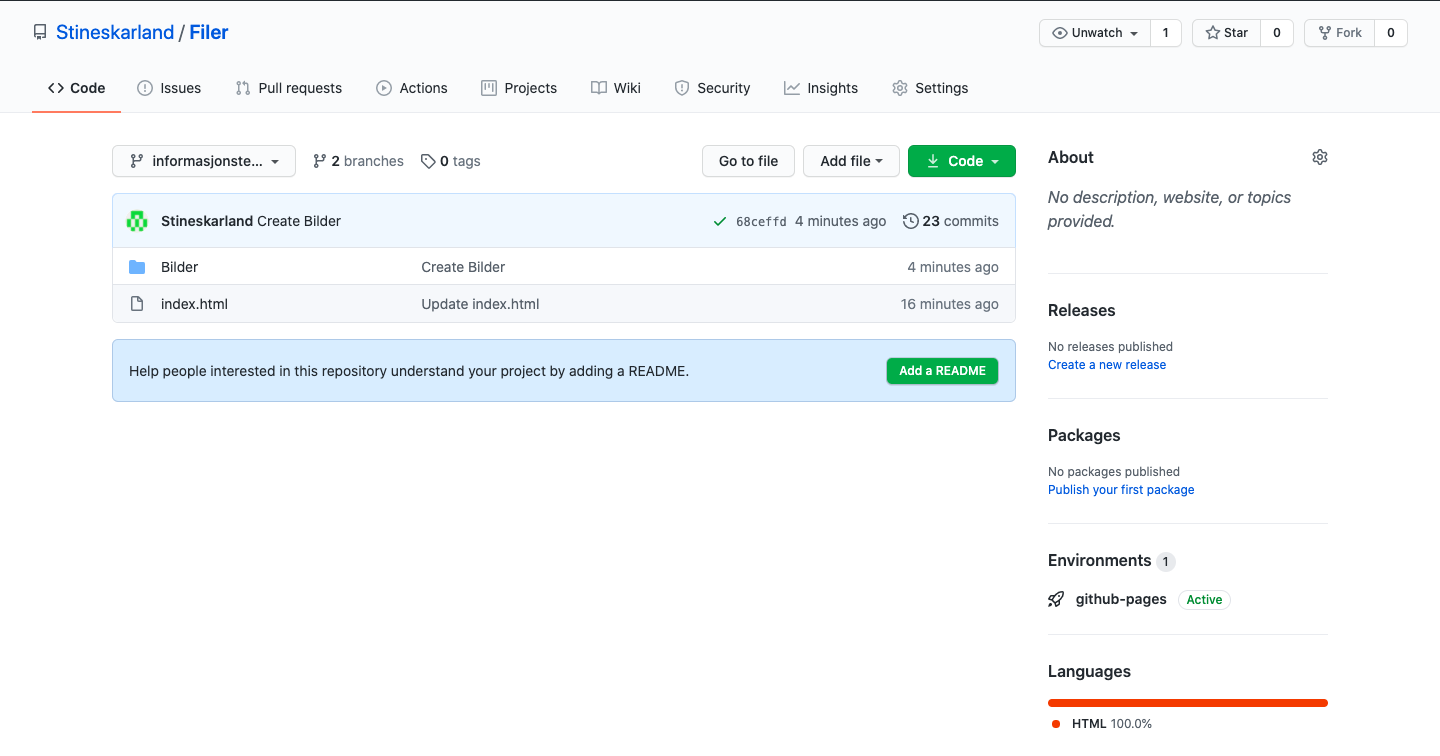 Stineskarland / Filer
Unwatch 1 Star 0 Fork 0
Code Issues Pull requests Actions Projects Wiki Security Insights Settings
informasjonste... 2 branches 0 tags Go to file Add file Code
Stineskarland Create Bilder 68ceffd 4 minutes ago 23 commits
Bilder Create Bilder 4 minutes ago
index.html Update index.html 16 minutes ago
Help people interested in this repository understand your project by adding a README. Add a README
About
No description, website, or topics
provided.
Releases
No releases published
Create a new release
Packages
No packages published
Publish your first package
Environments 1
github-pages Active
Languages
HTML 100.0%